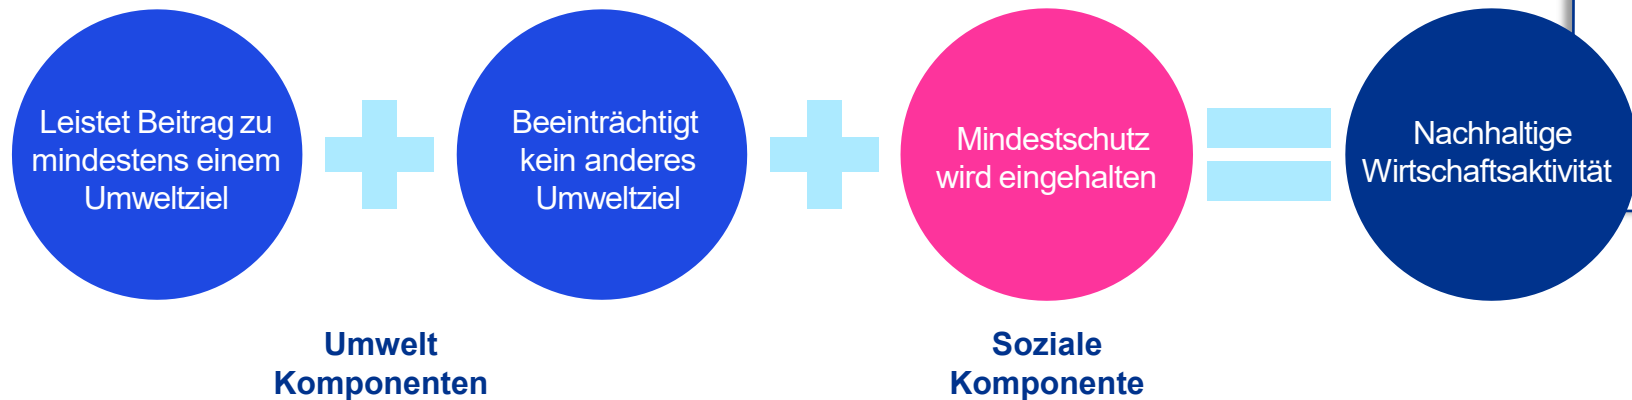 Leistet Beitrag zu
mindestens einem
Umweltziel
Beeinträchtigt
kein anderes
Umweltziel
Mindestschutz
wird eingehalten
Nachhaltige
Wirtschaftsaktivität
Umwelt
Komponenten
Soziale
Komponente